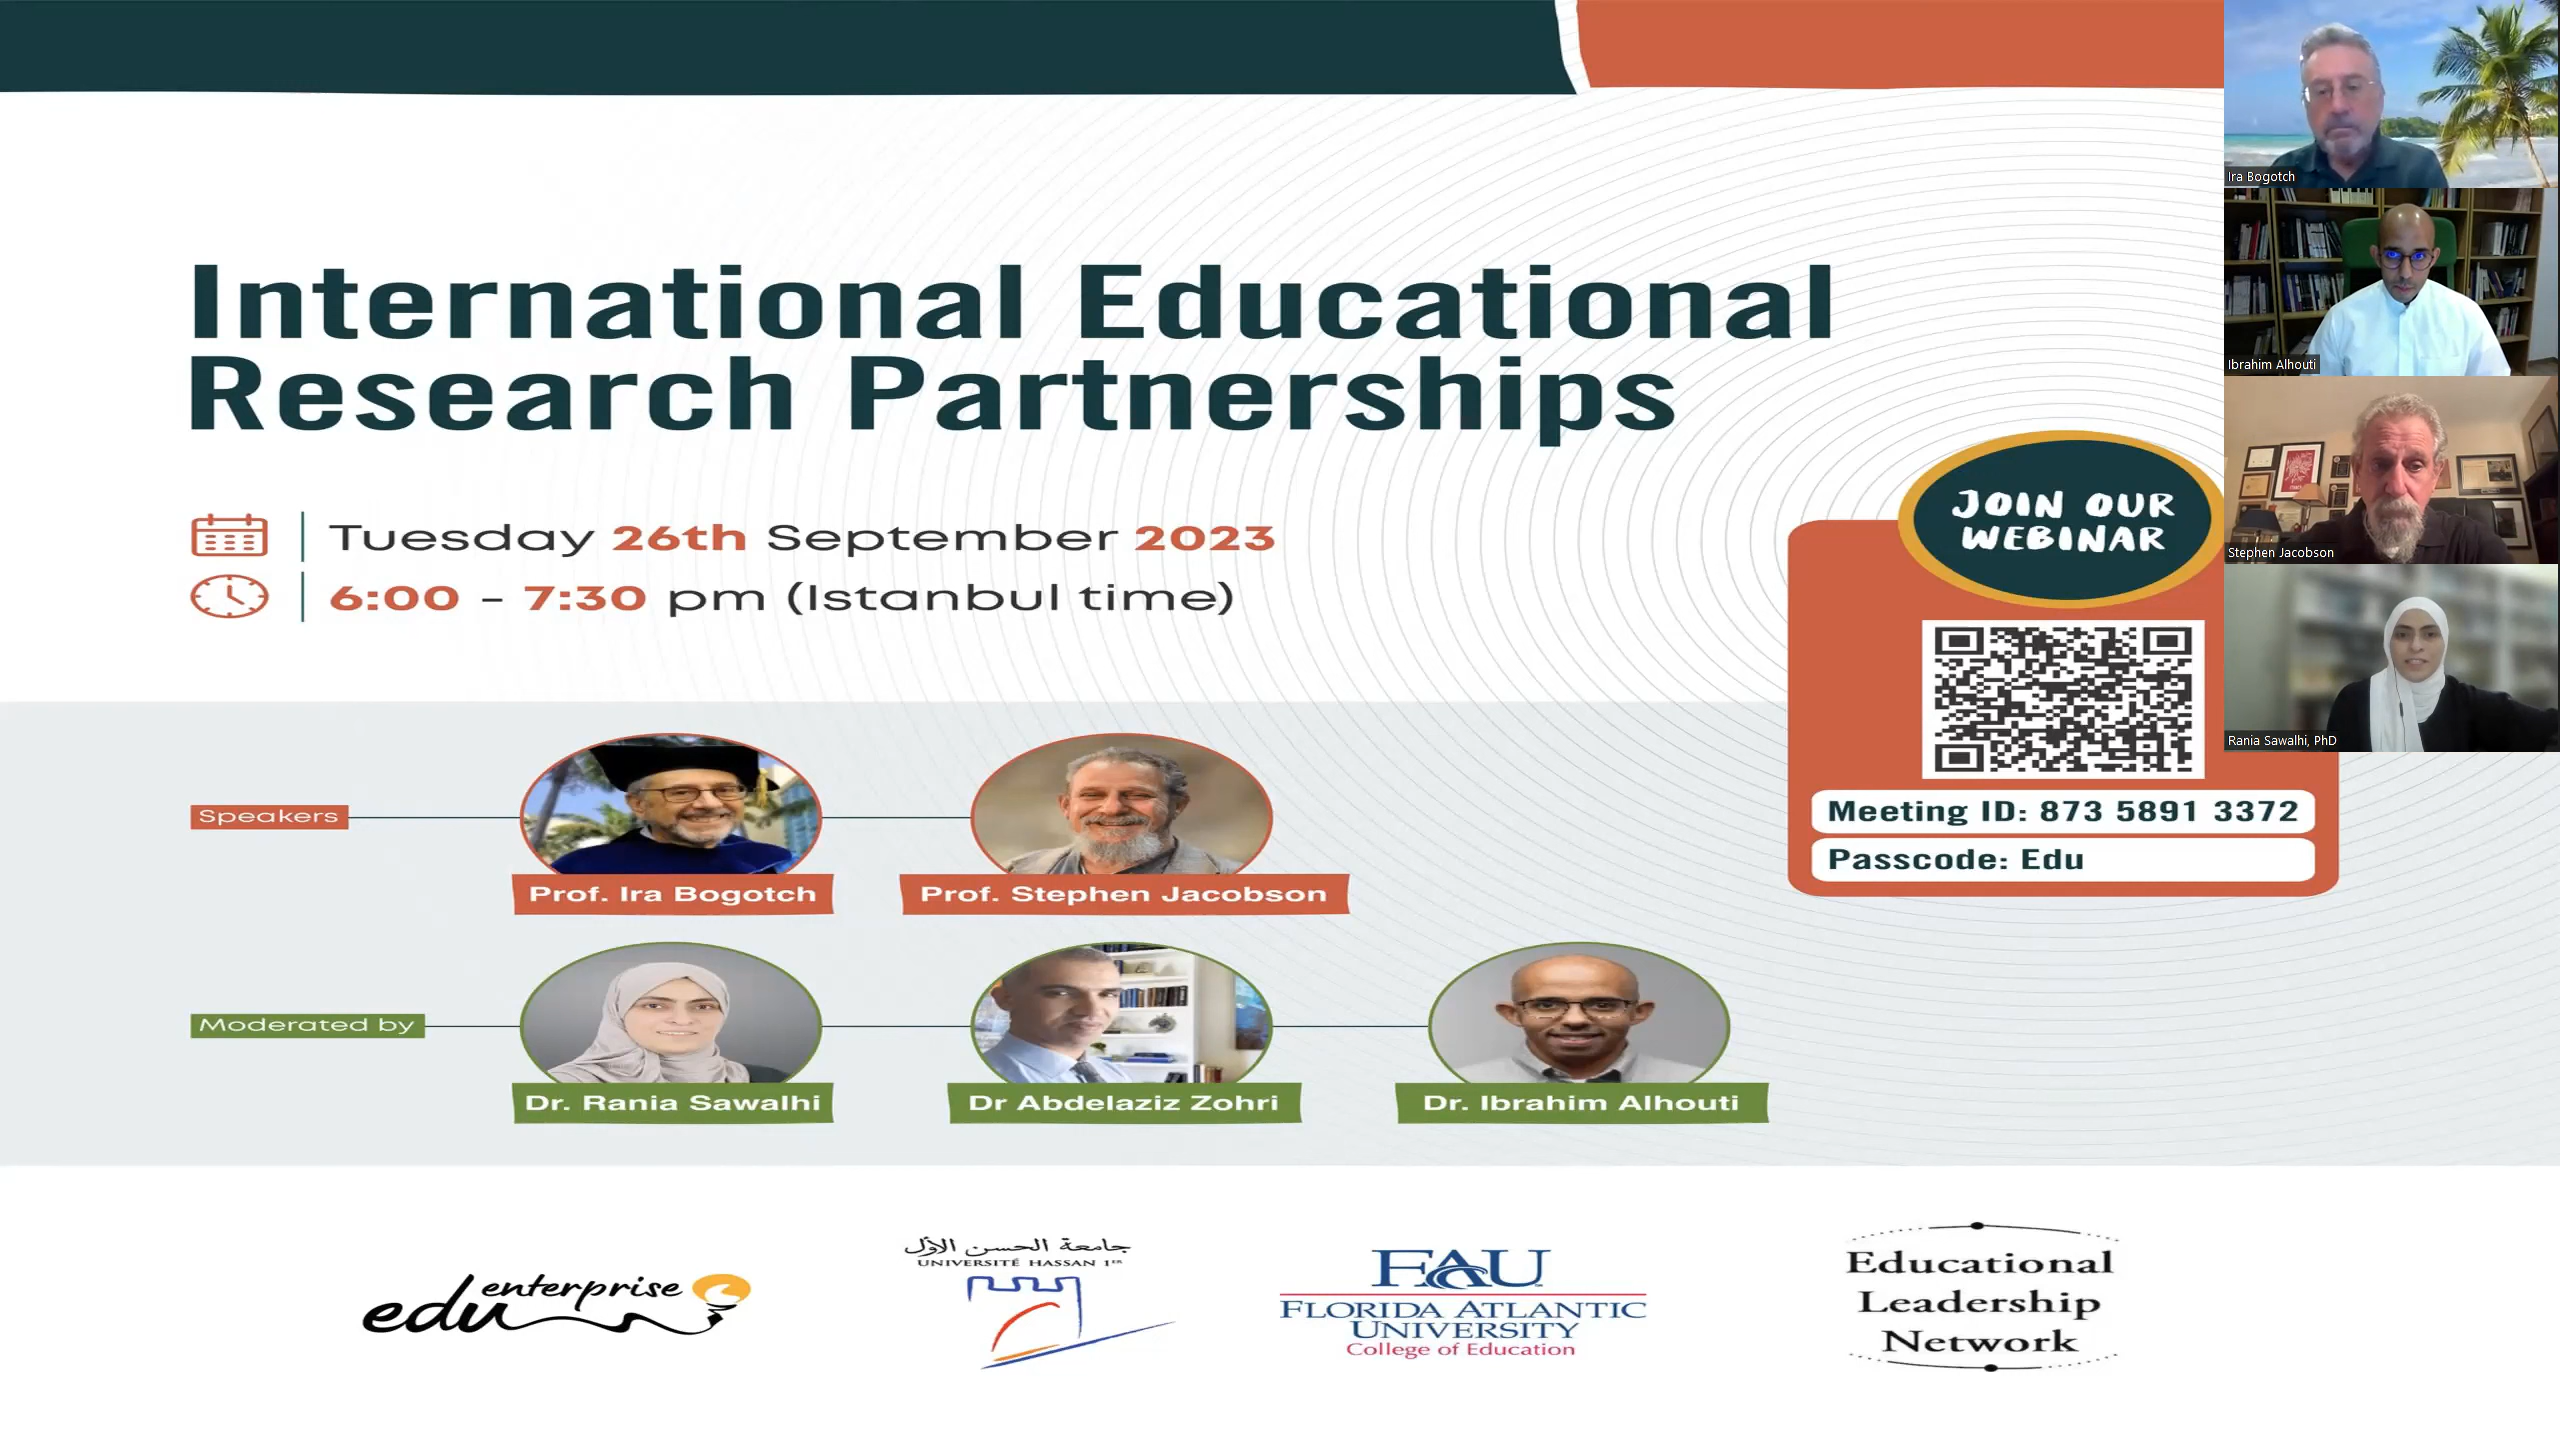 International Educational
Research Partnerships
Tuesday 26th September 2023
6:00 - 7:30 pm (Istanbul time)
JOIN OUR
WEBINAR
Meeting ID: 873 5891 3372
Passcode: Edu
Speakers
Prof. Ira Bogotch
Prof. Stephen Jacobson
Moderated by
Dr. Rania Sawalhi
Dr Abdelaziz Zohri
Dr. Ibrahim Alhouti
edu enterprise
جامعة الحسن الأول
UNIVERSITÉ HASSAN 1ER
FAU
FLORIDA ATLANTIC
UNIVERSITY
College of Education
Educational
Leadership
Network
Ira Bogotch
Ibrahim Alhouti
Stephen Jacobson
Rania Sawalhi, PhD